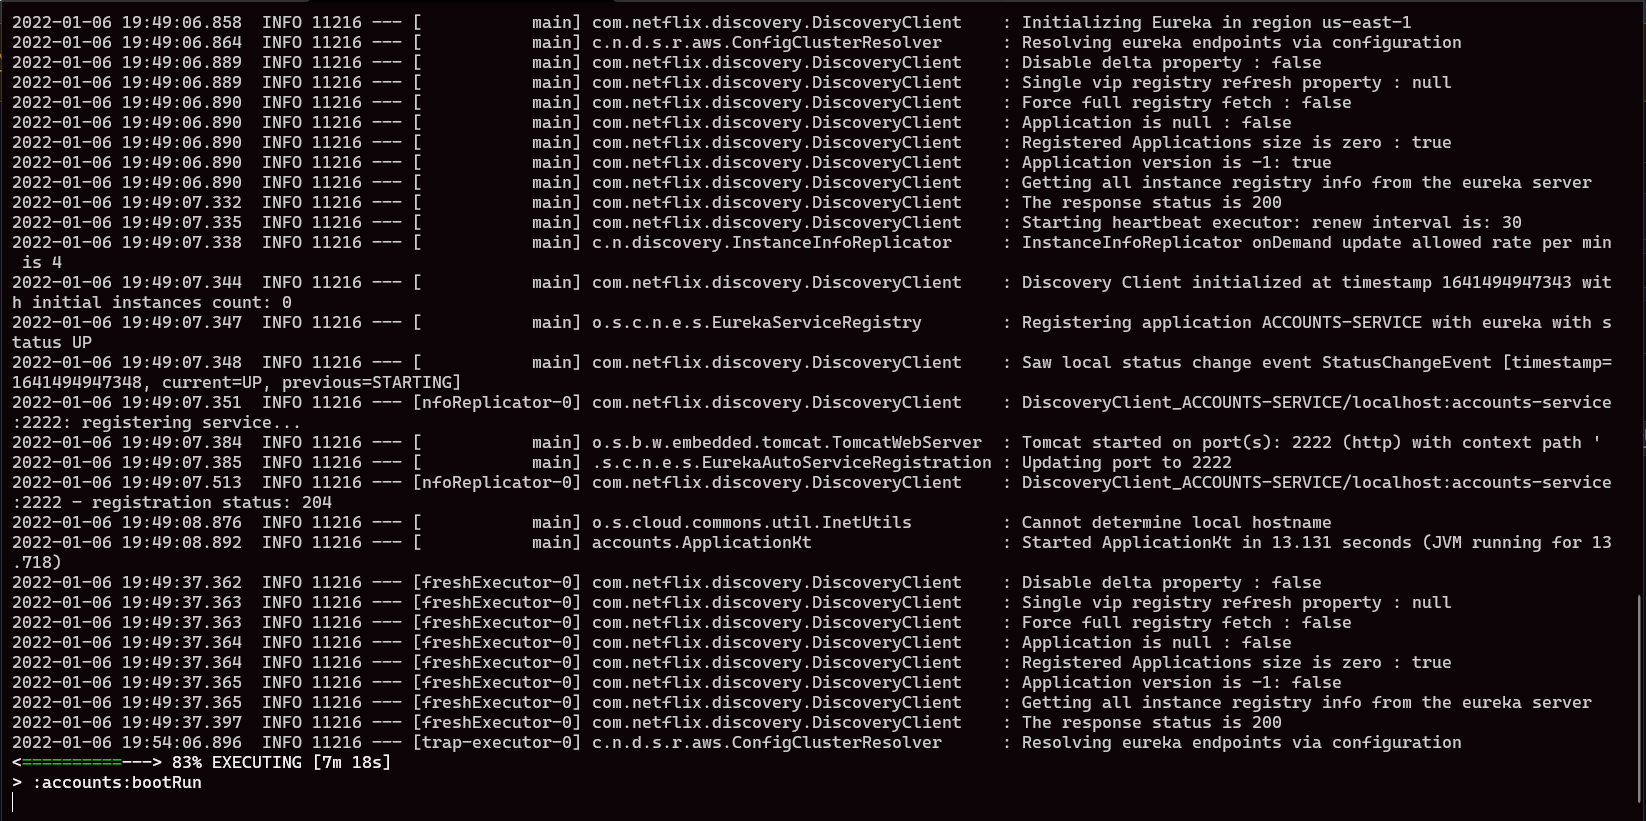 2022-01-06 19:49:06.858  INFO 11216 --- [           main] com.netflix.discovery.DiscoveryClient    : Initializing Eureka in region us-east-1
2022-01-06 19:49:06.864  INFO 11216 --- [           main] c.n.d.s.r.aws.ConfigClusterResolver      : Resolving eureka endpoints via configuration
2022-01-06 19:49:06.889  INFO 11216 --- [           main] com.netflix.discovery.DiscoveryClient    : Disable delta property : false
2022-01-06 19:49:06.889  INFO 11216 --- [           main] com.netflix.discovery.DiscoveryClient    : Single vip registry refresh property : null
2022-01-06 19:49:06.890  INFO 11216 --- [           main] com.netflix.discovery.DiscoveryClient    : Force full registry fetch : false
2022-01-06 19:49:06.890  INFO 11216 --- [           main] com.netflix.discovery.DiscoveryClient    : Application is null : false
2022-01-06 19:49:06.890  INFO 11216 --- [           main] com.netflix.discovery.DiscoveryClient    : Registered Applications size is zero : true
2022-01-06 19:49:06.890  INFO 11216 --- [           main] com.netflix.discovery.DiscoveryClient    : Application version is -1: true
2022-01-06 19:49:06.890  INFO 11216 --- [           main] com.netflix.discovery.DiscoveryClient    : Getting all instance registry info from the eureka server
2022-01-06 19:49:07.332  INFO 11216 --- [           main] com.netflix.discovery.DiscoveryClient    : The response status is 200
2022-01-06 19:49:07.335  INFO 11216 --- [           main] com.netflix.discovery.DiscoveryClient    : Starting heartbeat executor: renew interval is: 30
2022-01-06 19:49:07.338  INFO 11216 --- [           main] c.n.discovery.InstanceInfoReplicator     : InstanceInfoReplicator onDemand update allowed rate per min
 is 4
2022-01-06 19:49:07.344  INFO 11216 --- [           main] com.netflix.discovery.DiscoveryClient    : Discovery Client initialized at timestamp 1641494947343 wit
h initial instances count: 0
2022-01-06 19:49:07.347  INFO 11216 --- [           main] o.s.c.n.e.s.EurekaServiceRegistry        : Registering application ACCOUNTS-SERVICE with eureka with s
tatus UP
2022-01-06 19:49:07.348  INFO 11216 --- [           main] com.netflix.discovery.DiscoveryClient    : Saw local status change event StatusChangeEvent [timestamp=
1641494947348, current=UP, previous=STARTING]
2022-01-06 19:49:07.351  INFO 11216 --- [nfoReplicator-0] com.netflix.discovery.DiscoveryClient    : DiscoveryClient_ACCOUNTS-SERVICE/localhost:accounts-service
:2222: registering service...
2022-01-06 19:49:07.384  INFO 11216 --- [           main] o.s.b.w.embedded.tomcat.TomcatWebServer  : Tomcat started on port(s): 2222 (http) with context path '
2022-01-06 19:49:07.385  INFO 11216 --- [           main] .s.c.n.e.s.EurekaAutoServiceRegistration : Updating port to 2222
2022-01-06 19:49:07.513  INFO 11216 --- [nfoReplicator-0] com.netflix.discovery.DiscoveryClient    : DiscoveryClient_ACCOUNTS-SERVICE/localhost:accounts-service
:2222 - registration status: 204
2022-01-06 19:49:08.876  INFO 11216 --- [           main] o.s.cloud.commons.util.InetUtils         : Cannot determine local hostname
2022-01-06 19:49:08.892  INFO 11216 --- [           main] accounts.ApplicationKt                   : Started ApplicationKt in 13.131 seconds (JVM running for 13
.718)
2022-01-06 19:49:37.362  INFO 11216 --- [freshExecutor-0] com.netflix.discovery.DiscoveryClient    : Disable delta property : false
2022-01-06 19:49:37.363  INFO 11216 --- [freshExecutor-0] com.netflix.discovery.DiscoveryClient    : Single vip registry refresh property : null
2022-01-06 19:49:37.363  INFO 11216 --- [freshExecutor-0] com.netflix.discovery.DiscoveryClient    : Force full registry fetch : false
2022-01-06 19:49:37.364  INFO 11216 --- [freshExecutor-0] com.netflix.discovery.DiscoveryClient    : Application is null : false
2022-01-06 19:49:37.364  INFO 11216 --- [freshExecutor-0] com.netflix.discovery.DiscoveryClient    : Registered Applications size is zero : true
2022-01-06 19:49:37.365  INFO 11216 --- [freshExecutor-0] com.netflix.discovery.DiscoveryClient    : Application version is -1: false
2022-01-06 19:49:37.365  INFO 11216 --- [freshExecutor-0] com.netflix.discovery.DiscoveryClient    : Getting all instance registry info from the eureka server
2022-01-06 19:49:37.397  INFO 11216 --- [freshExecutor-0] com.netflix.discovery.DiscoveryClient    : The response status is 200
2022-01-06 19:54:06.896  INFO 11216 --- [trap-executor-0] c.n.d.s.r.aws.ConfigClusterResolver      : Resolving eureka endpoints via configuration
<==========---> 83% EXECUTING [7m 18s]
> :accounts:bootRun